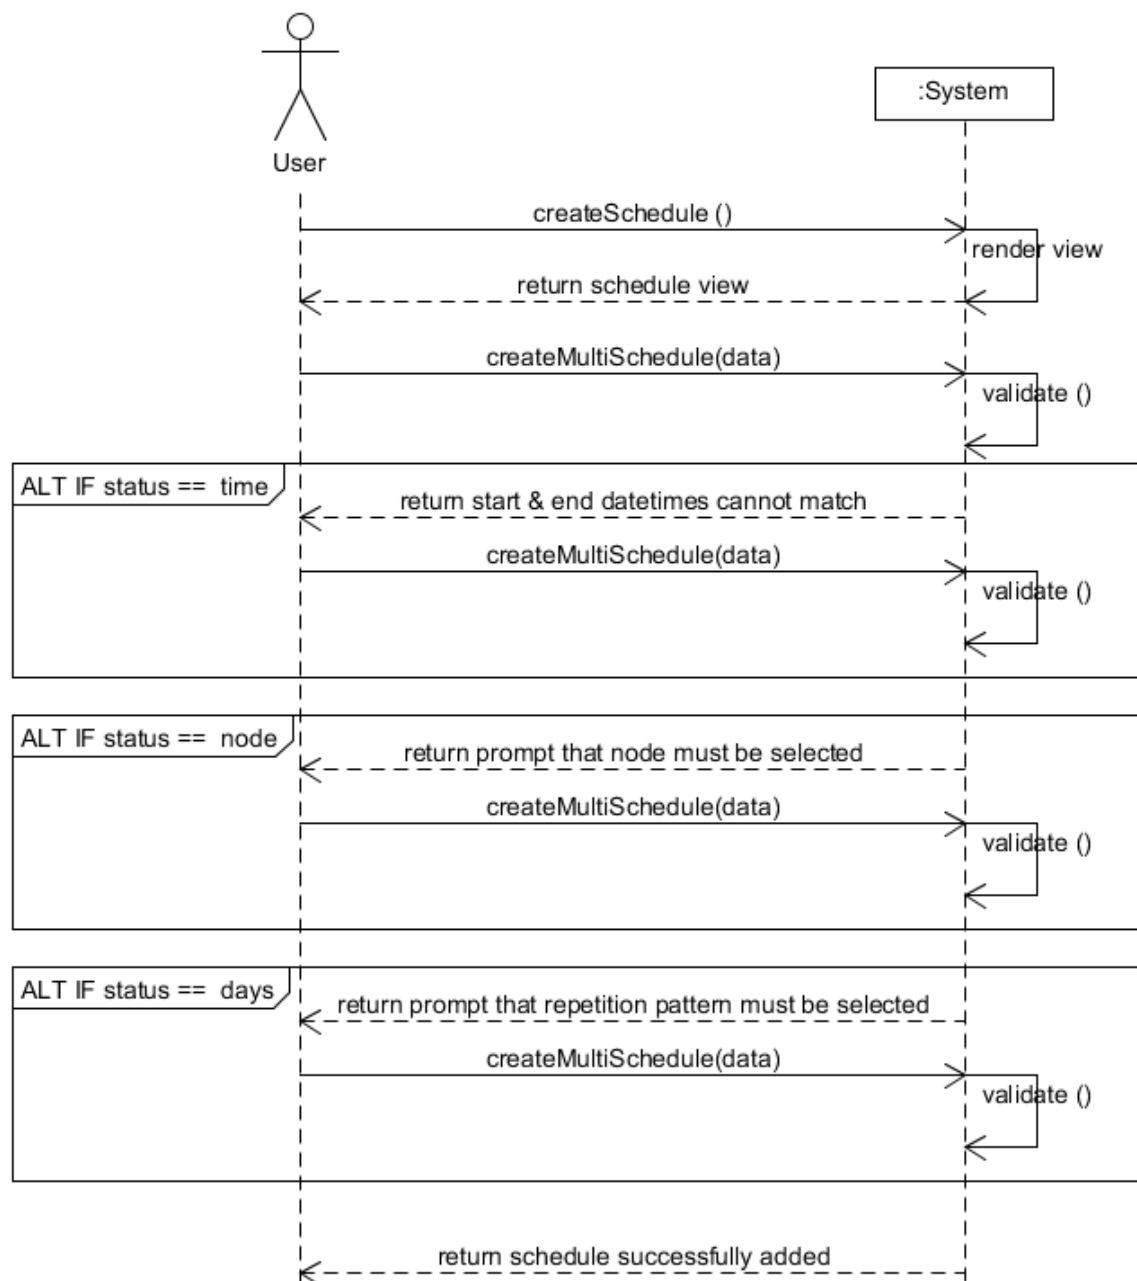 :System
User
createSchedule ()
render view
return schedule view
createMultiSchedule(data)
validate ()
ALT IF status ==  time
return start & end datetimes cannot match
createMultiSchedule(data)
validate ()
ALT IF status ==  node
return prompt that node must be selected
createMultiSchedule(data)
validate ()
ALT IF status ==  days
return prompt that repetition pattern must be selected
createMultiSchedule(data)
validate ()
return schedule successfully added